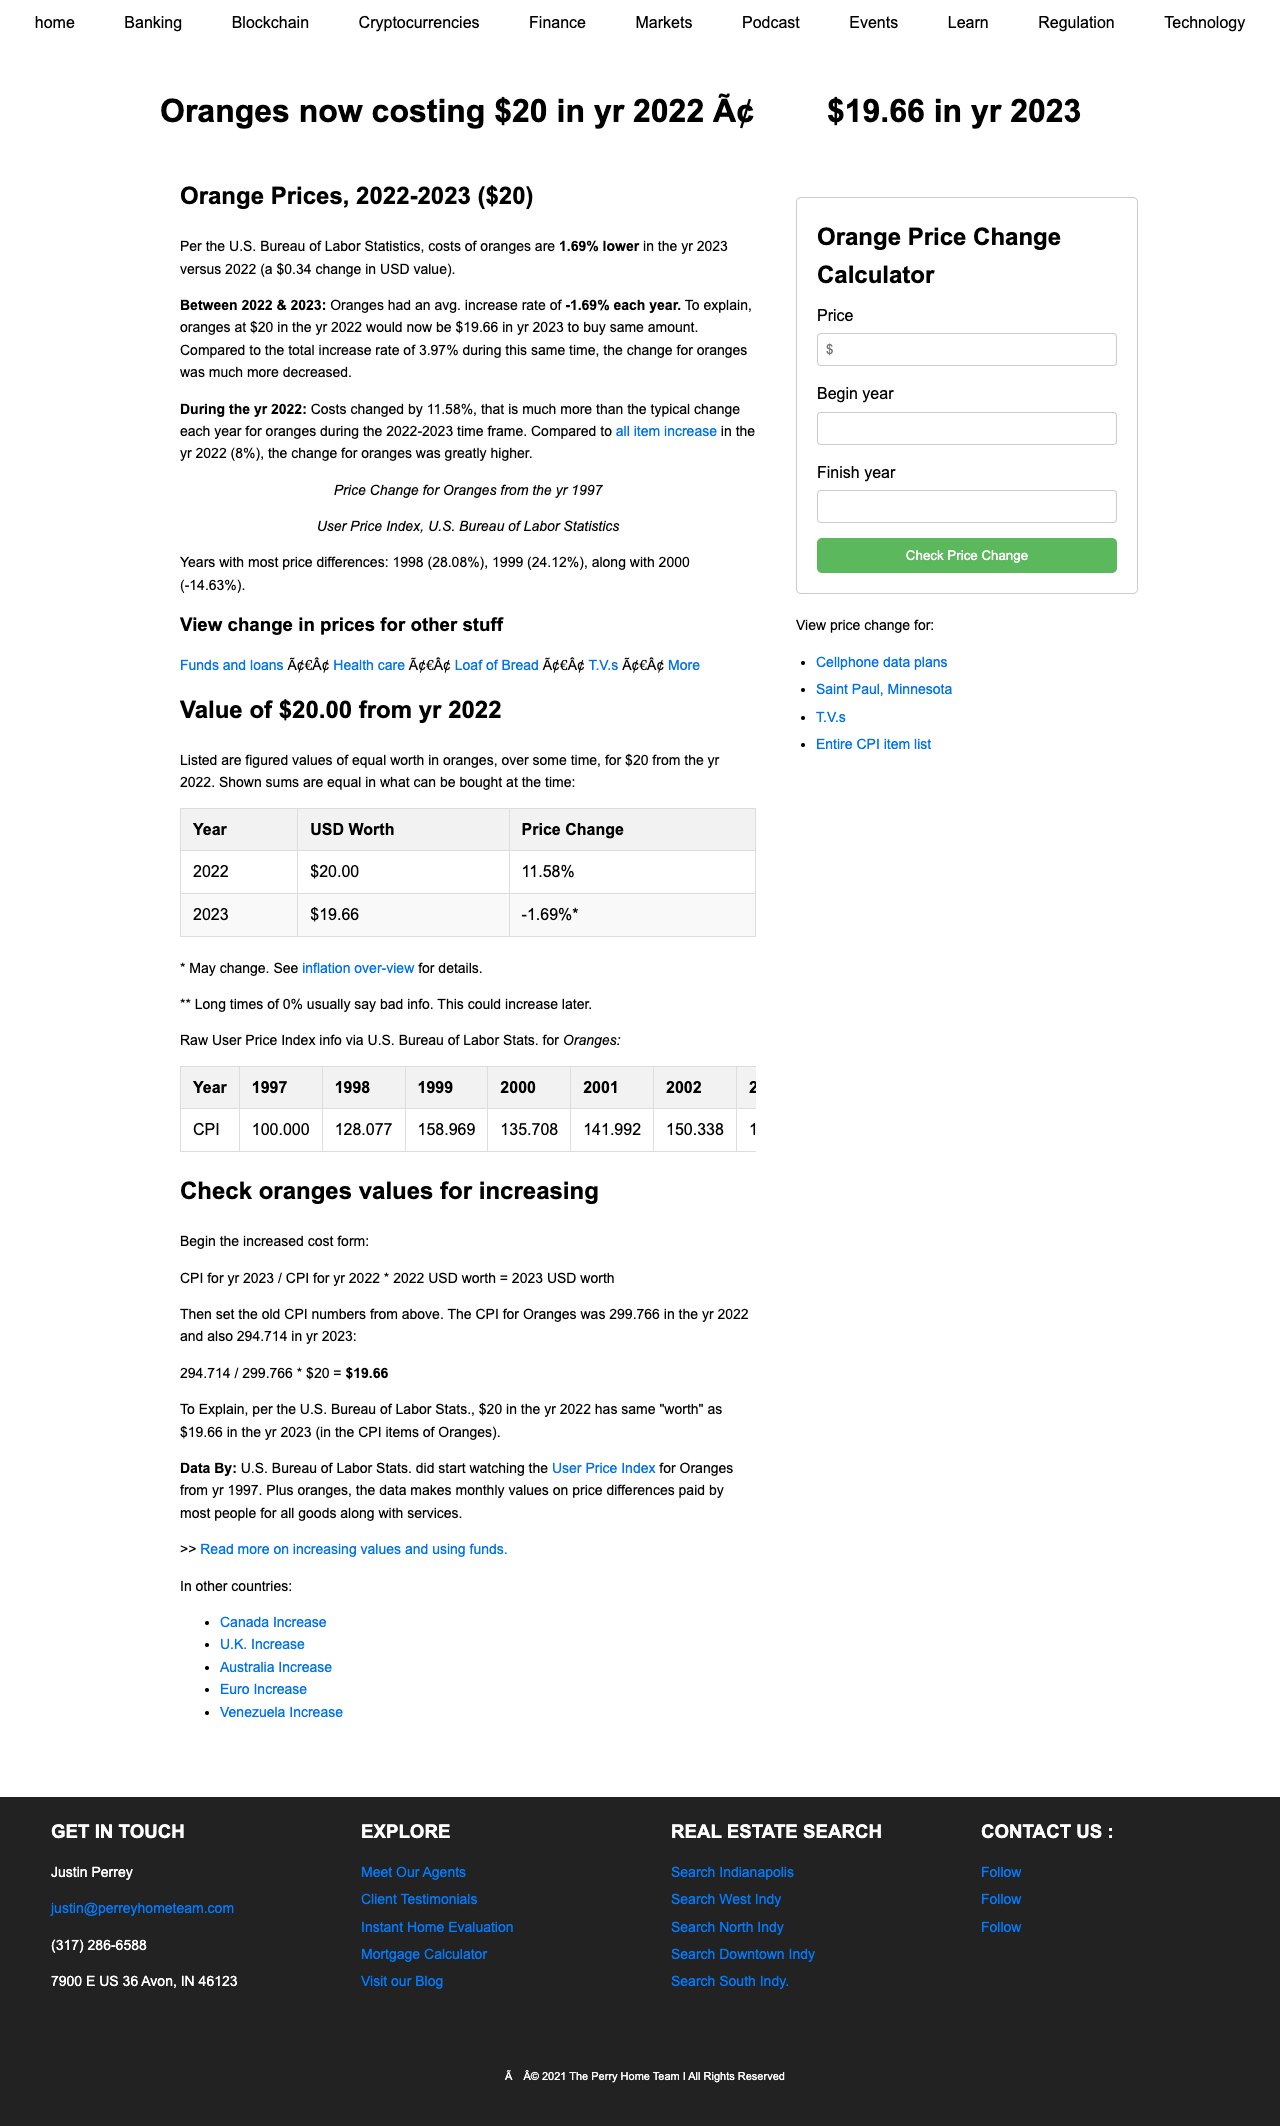 home Banking Blockchain Cryptocurrencies Finance Markets Podcast Events Learn Regulation Technology
Oranges now costing $20 in yr 2022 Ã¢ $19.66 in yr 2023
Orange Prices, 2022-2023 ($20)
Per the U.S. Bureau of Labor Statistics, costs of oranges are 1.69% lower in the yr 2023
versus 2022 (a $0.34 change in USD value).
Between 2022 & 2023: Oranges had an avg. increase rate of -1.69% each year. To explain,
oranges at $20 in the yr 2022 would now be $19.66 in yr 2023 to buy same amount.
Compared to the total increase rate of 3.97% during this same time, the change for oranges
was much more decreased.
During the yr 2022: Costs changed by 11.58%, that is much more than the typical change
each year for oranges during the 2022-2023 time frame. Compared to all item increase in the
yr 2022 (8%), the change for oranges was greatly higher.
Price Change for Oranges from the yr 1997
User Price Index, U.S. Bureau of Labor Statistics
Years with most price differences: 1998 (28.08%), 1999 (24.12%), along with 2000
(-14.63%).
View change in prices for other stuff
Funds and loans Ã¢€Â¢ Health care Ã¢€Â¢ Loaf of Bread Ã¢€Â¢ T.V.s Ã¢€Â¢ More
Value of $20.00 from yr 2022
Listed are figured values of equal worth in oranges, over some time, for $20 from the yr
2022. Shown sums are equal in what can be bought at the time:
Year USD Worth Price Change
2022 $20.00 11.58%
2023 $19.66 -1.69%*
* May change. See inflation over-view for details.
** Long times of 0% usually say bad info. This could increase later.
Raw User Price Index info via U.S. Bureau of Labor Stats. for Oranges:
Year 1997 1998 1999 2000 2001 2002 2
CPI 100.000 128.077 158.969 135.708 141.992 150.338 1
Check oranges values for increasing
Begin the increased cost form:
CPI for yr 2023 / CPI for yr 2022 * 2022 USD worth = 2023 USD worth
Then set the old CPI numbers from above. The CPI for Oranges was 299.766 in the yr 2022
and also 294.714 in yr 2023:
294.714 / 299.766 * $20 = $19.66
To Explain, per the U.S. Bureau of Labor Stats., $20 in the yr 2022 has same "worth" as
$19.66 in the yr 2023 (in the CPI items of Oranges).
Data By: U.S. Bureau of Labor Stats. did start watching the User Price Index for Oranges
from yr 1997. Plus oranges, the data makes monthly values on price differences paid by
most people for all goods along with services.
>> Read more on increasing values and using funds.
In other countries:
• Canada Increase
• U.K. Increase
• Australia Increase
• Euro Increase
• Venezuela Increase
Orange Price Change
Calculator
Price
$
Begin year
Finish year
Check Price Change
View price change for:
• Cellphone data plans
• Saint Paul, Minnesota
• T.V.s
• Entire CPI item list
GET IN TOUCH
Justin Perrey
justin@perreyhometeam.com
(317) 286-6588
7900 E US 36 Avon, IN 46123
EXPLORE
Meet Our Agents
Client Testimonials
Instant Home Evaluation
Mortgage Calculator
Visit our Blog
REAL ESTATE SEARCH
Search Indianapolis
Search West Indy
Search North Indy
Search Downtown Indy
Search South Indy.
CONTACT US :
Follow
Follow
Follow
Ã Â© 2021 The Perry Home Team I All Rights Reserved